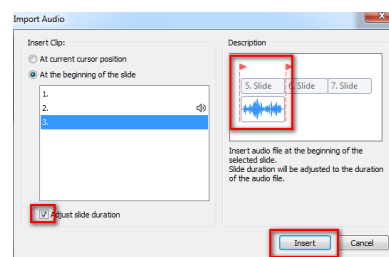 Import Audio
Insert Clip:
At current cursor position
At the beginning of the slide
1.
2.
3.
Adjust slide duration
Description
5. Slide
6. Slide
7. Slide
Insert audio file at the beginning of the
selected slide.
Slide duration will be adjusted to the duration
of the audio file.
Insert
Cancel